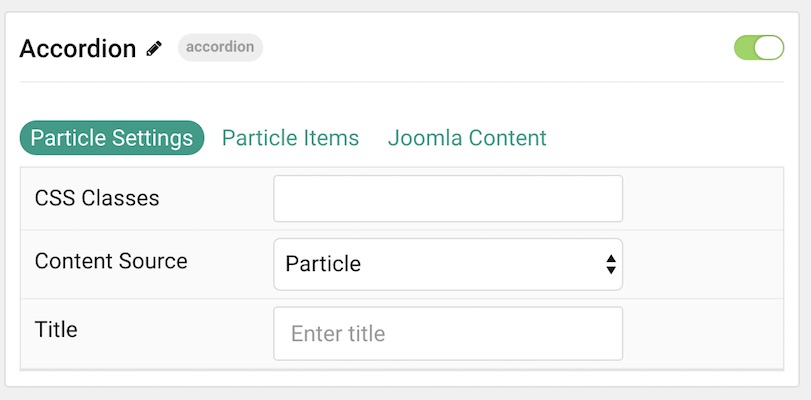 Accordion accordion
Particle Settings Particle Items Joomla Content
CSS Classes
Content Source Particle
Title Enter title